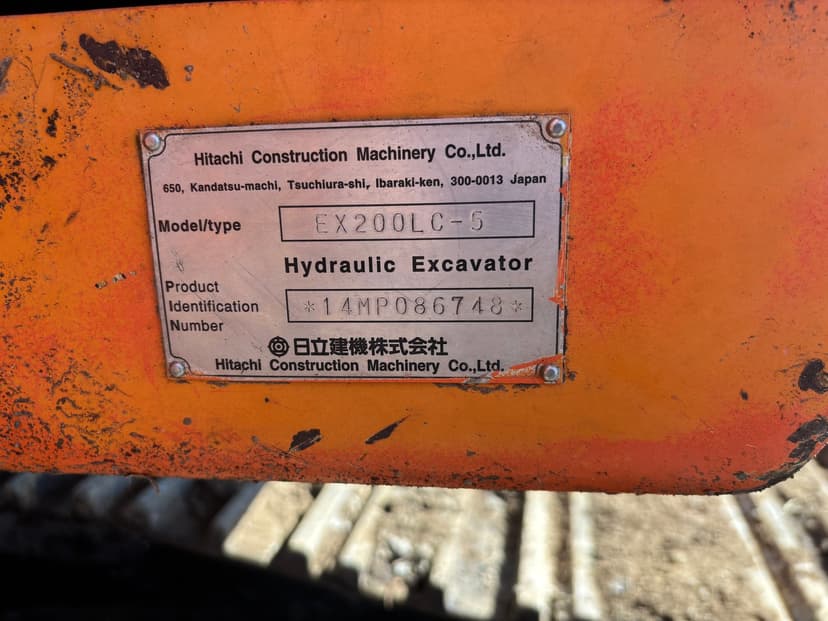 Hitachi Construction Machinery Co.,Ltd.
650, Kandatsu-machi, Tsuchiura-shi, Ibaraki-ken, 300-0013 Japan
Model/type EX200LC-5
Hydraulic Excavator
Product
Identification
Number
*14MP086748*
日立建機株式会社
Hitachi Construction Machinery Co.,Ltd.